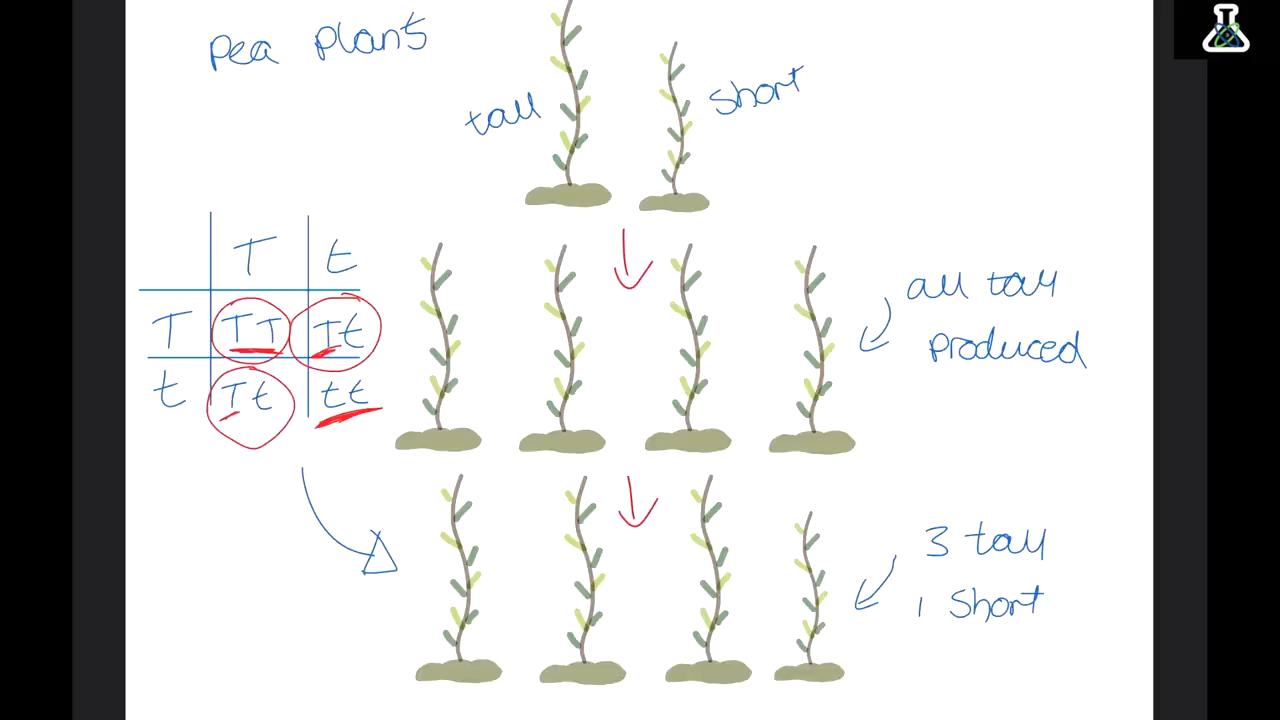 pea plants
tall
short
T t
T TT Tt
t Tt tt
all tall
produced
3 tall
1 short